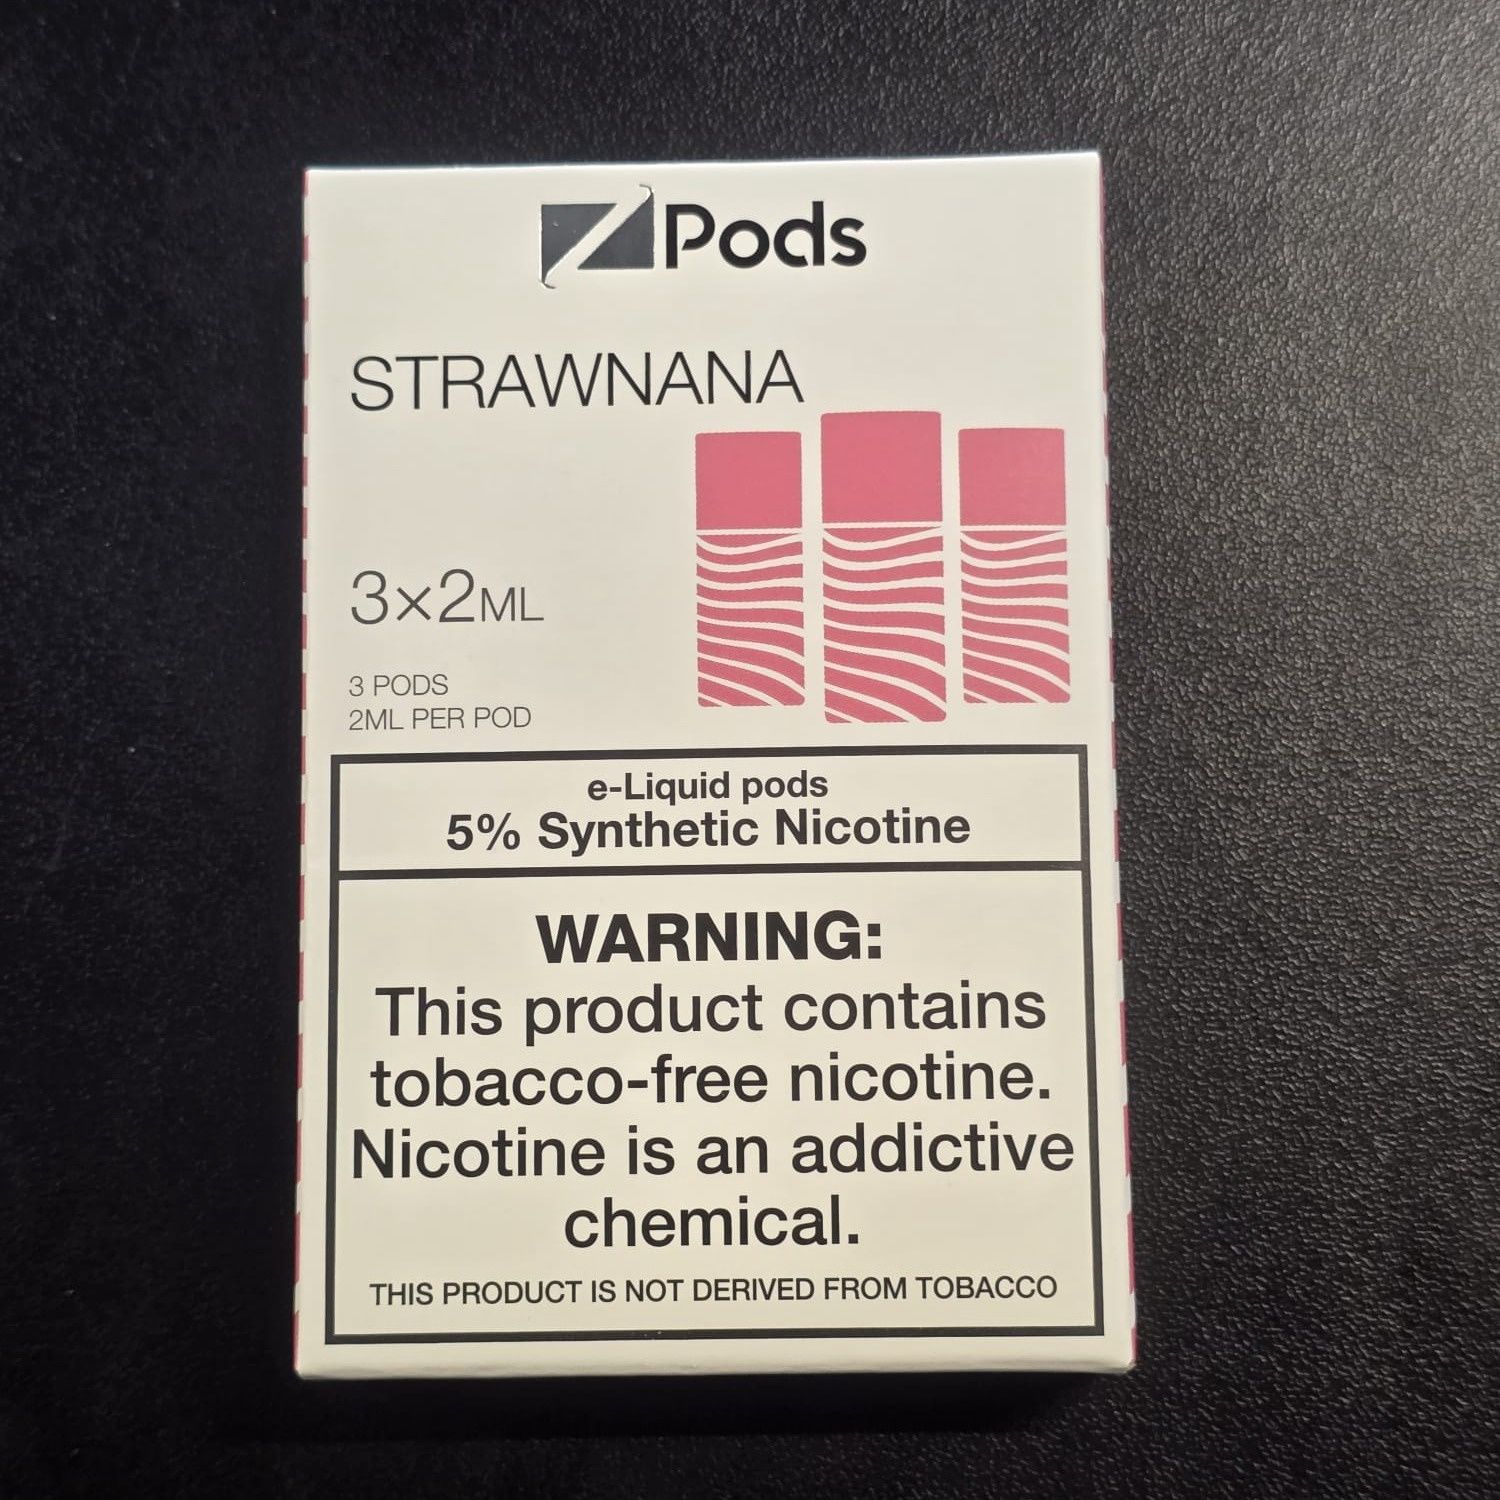 Z Pods
STRAWNANA
3×2ML
3 PODS
2ML PER POD
e-Liquid pods
5% Synthetic Nicotine
WARNING:
This product contains
tobacco-free nicotine.
Nicotine is an addictive
chemical.
THIS PRODUCT IS NOT DERIVED FROM TOBACCO